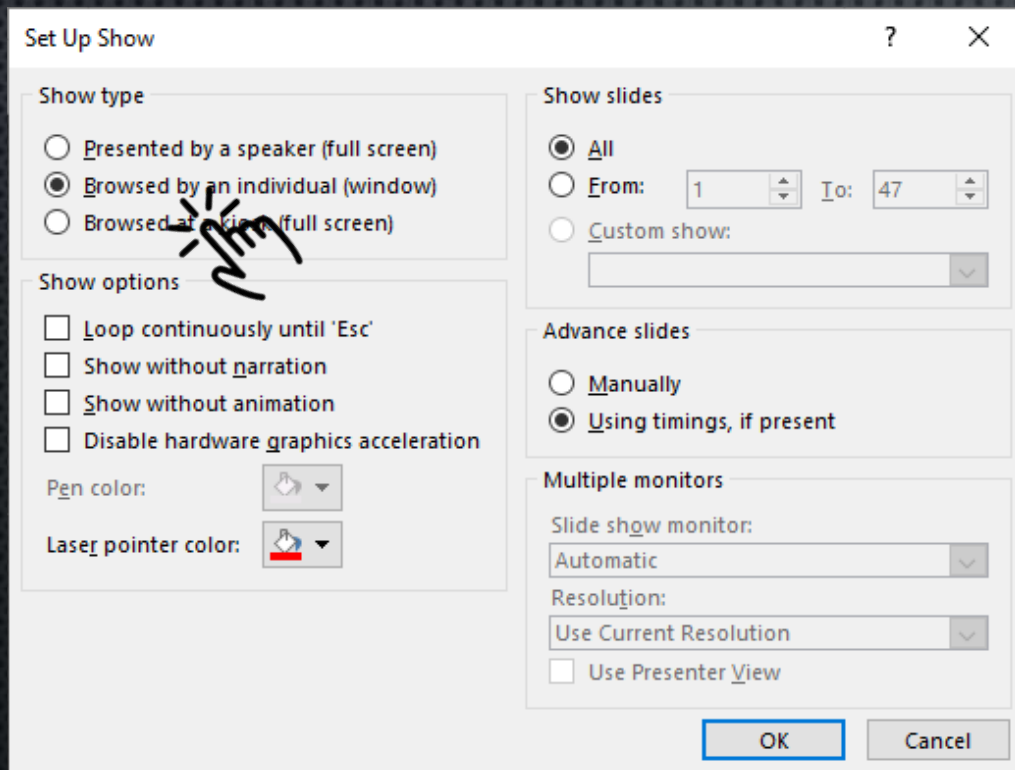 Set Up Show
?
Show type
Presented by a speaker (full screen)
Browsed by an individual (window)
Browsed at a kiosk (full screen)
Show options
Loop continuously until 'Esc'
Show without narration
Show without animation
Disable hardware graphics acceleration
Pen color:
Laser pointer color:
Show slides
All
From: 1 To: 47
Custom show:
Advance slides
Manually
Using timings, if present
Multiple monitors
Slide show monitor:
Automatic
Resolution:
Use Current Resolution
Use Presenter View
OK Cancel